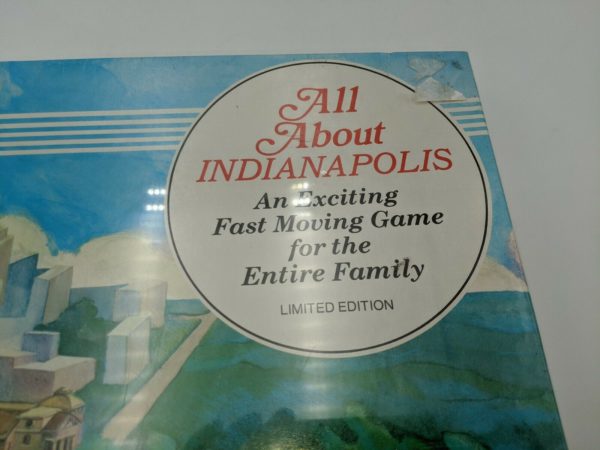 All
About
INDIANAPOLIS
An Exciting
Fast Moving Game
for the
Entire Family
LIMITED EDITION